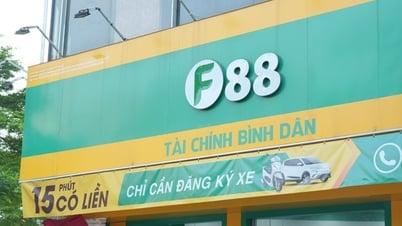 F88
TÀI CHÍNH BÌNH DÂN
15 PHÚT CÓ LIỀN
CHỈ CẦN ĐĂNG KÝ XE